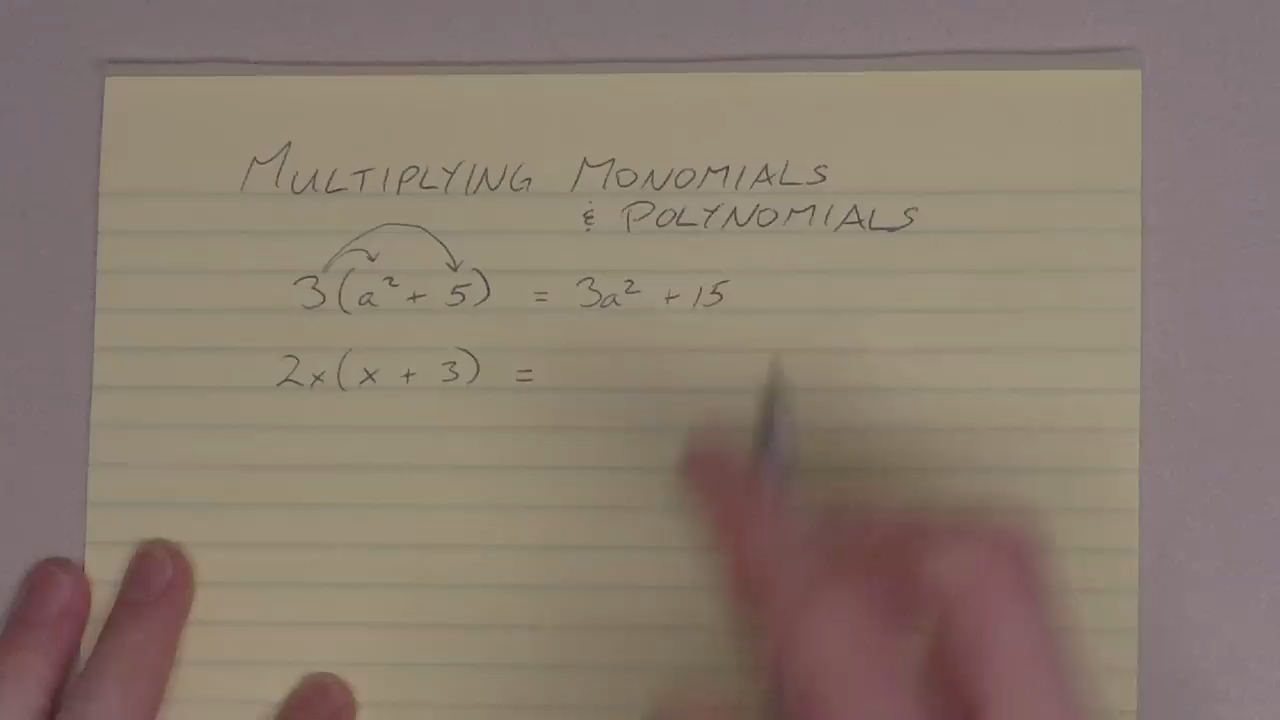 MULTIPLYING MONOMIALS
& POLYNOMIALS
3(a² + 5) = 3a² + 15
2x(x + 3) =